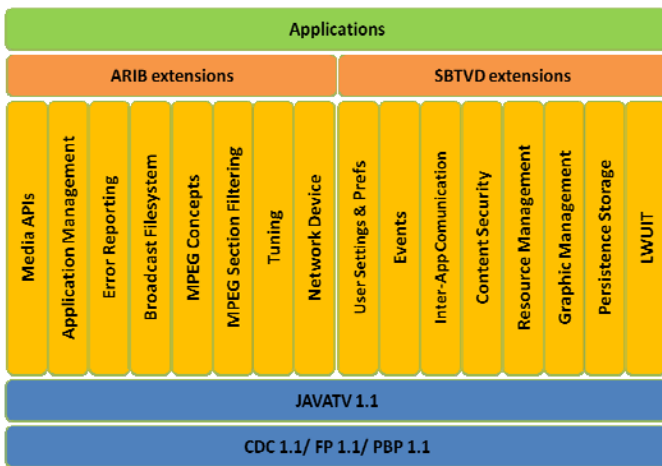 Applications
ARIB extensions
SBTVD extensions
Media APIs
Application Management
Error Reporting
Broadcast Filesystem
MPEG Concepts
MPEG Section Filtering
Tuning
Network Device
User Settings & Prefs
Events
Inter-App Comunication
Content Security
Resource Management
Graphic Management
Persistence Storage
LWUIT
JAVATV 1.1
CDC 1.1/ FP 1.1/ PBP 1.1